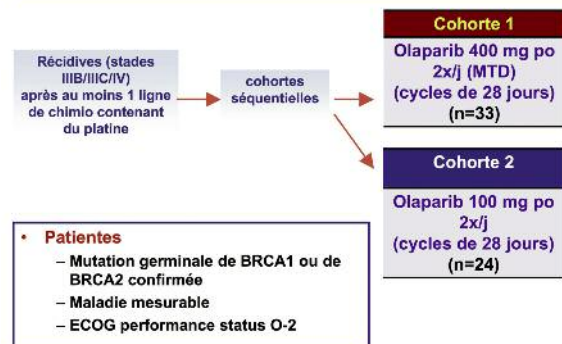 Récidives (stades
IIIB/IIIC/IV)
après au moins 1 ligne
de chimio contenant
du platine
cohortes
séquentielles
Cohorte 1
Olaparib 400 mg po
2x/j (MTD)
(cycles de 28 jours)
(n=33)
Cohorte 2
Olaparib 100 mg po
2x/j
(cycles de 28 jours)
(n=24)
• Patientes
– Mutation germinale de BRCA1 ou de
BRCA2 confirmée
– Maladie mesurable
– ECOG performance status O-2